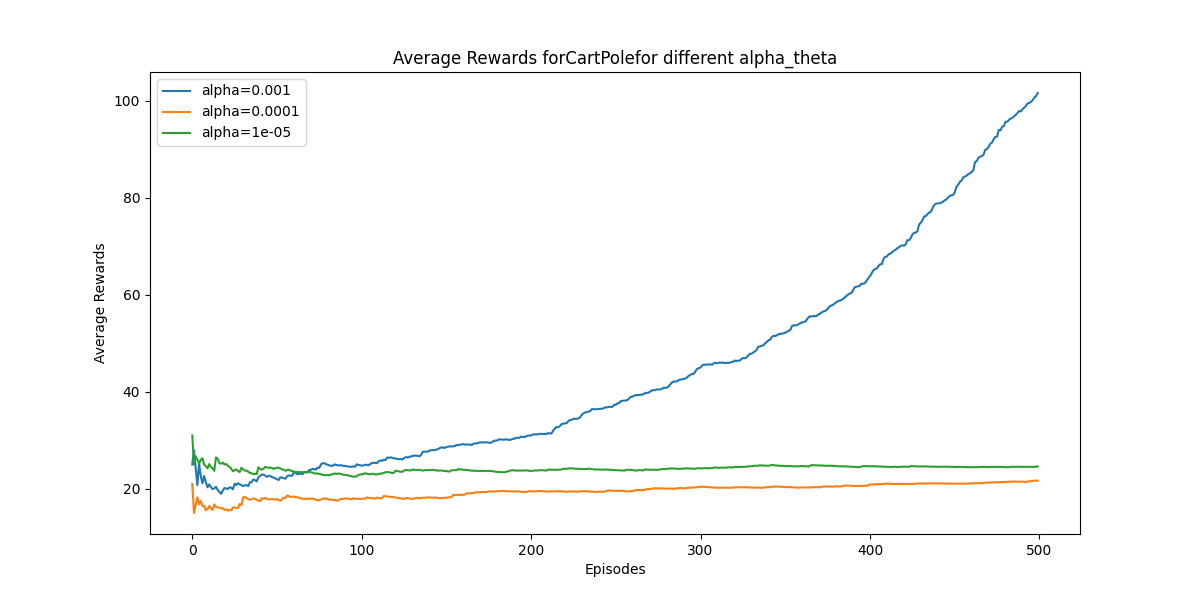 Average Rewards forCartPolefor different alpha_theta
alpha=0.001
alpha=0.0001
alpha=1e-05
100
80
60
40
20
Average Rewards
0
100
200
300
400
500
Episodes